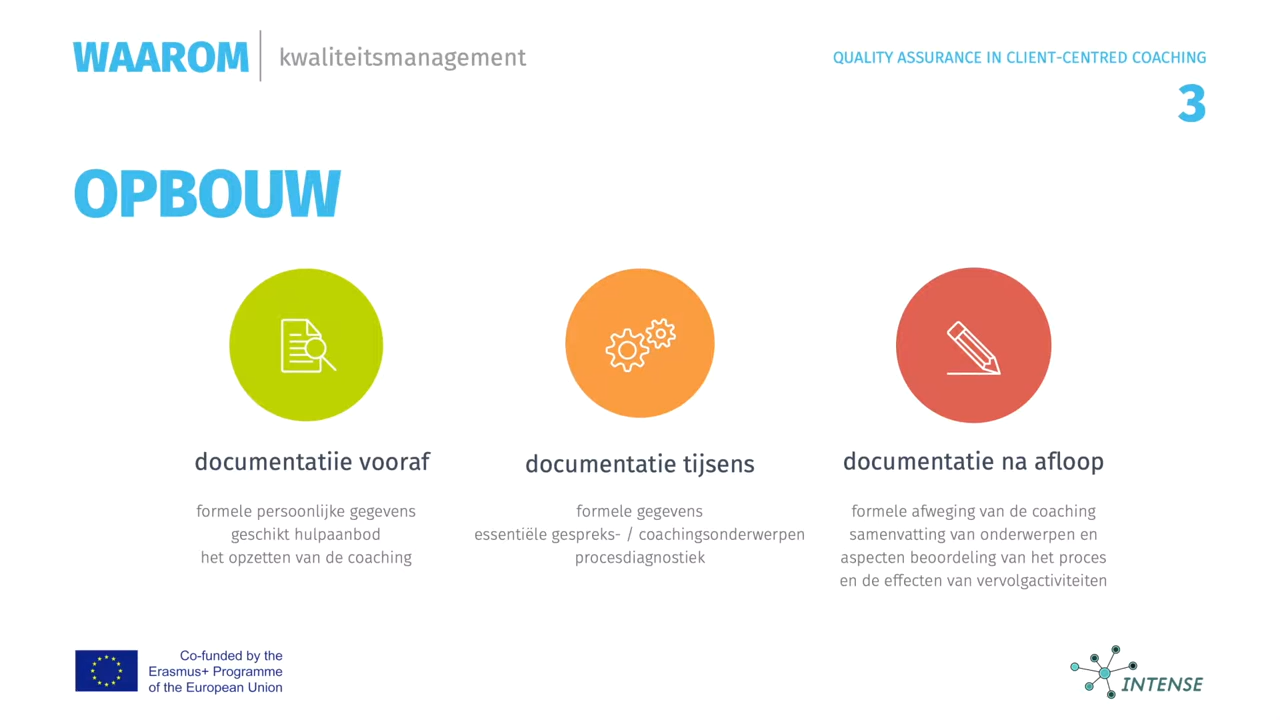 WAAROM
kwaliteitsmanagement
QUALITY ASSURANCE IN CLIENT-CENTRED COACHING
3
OPBOUW
documentatiie vooraf
formele persoonlijke gegevens
geschikt hulpaanbod
het opzetten van de coaching
documentatie tijsens
formele gegevens
essentiële gespreks- / coachingsonderwerpen
procesdiagnostiek
documentatie na afloop
formele afweging van de coaching
samenvatting van onderwerpen en
aspecten beoordeling van het proces
en de effecten van vervolgactiviteiten
Co-funded by the
Erasmus+ Programme
of the European Union
INTENSE